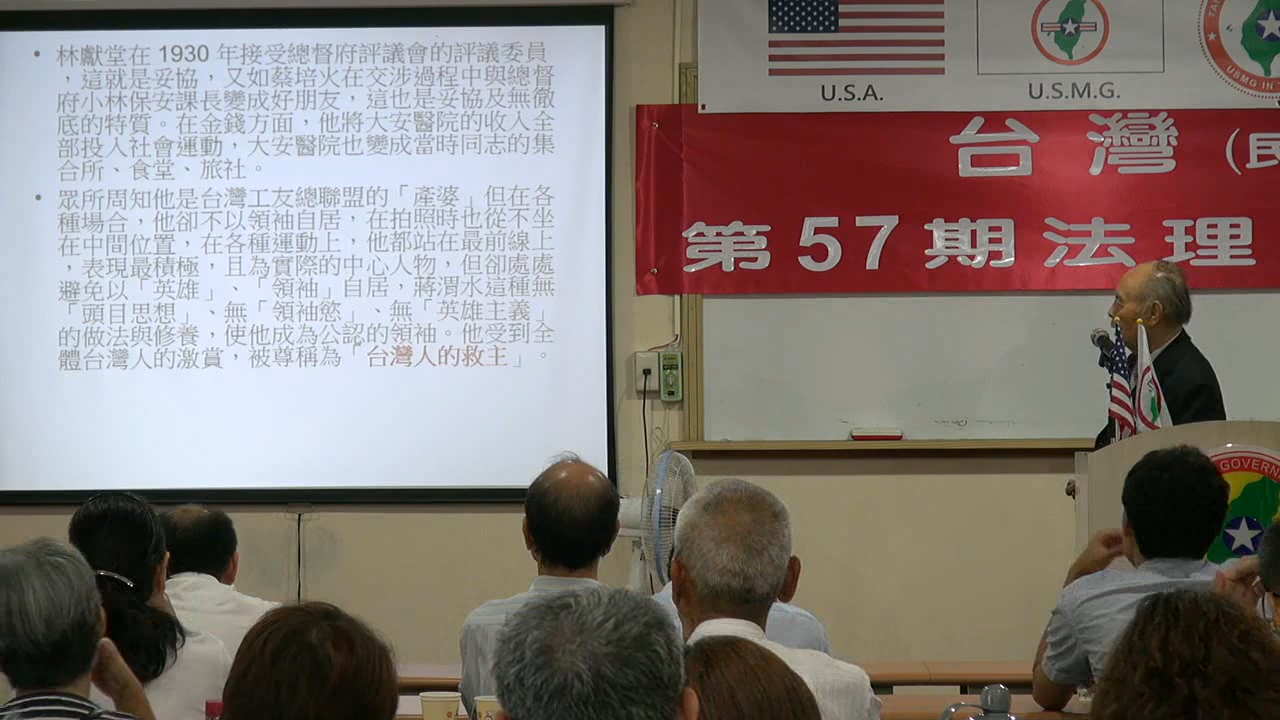 • 林獻堂在 1930 年接受總督府評議會的評議委員
，這就是妥協，又如蔡培火在交涉過程中與總督
府小林保安課長變成好朋友，這也是妥協及無徹
底的特質。在金錢方面，他將大安醫院的收入全
部投入社會運動，大安醫院也變成當時同志的集
合所、食堂、旅社。
• 眾所周知他是台灣工友總聯盟的「產婆」但在各
種場合，他卻不以領袖自居，在拍照時也從不坐
在中間位置，在各種運動上，他都站在最前線上
，表現最積極，且為實際的中心人物，但卻處處
避免以「英雄」、「領袖」自居，蔣渭水這種無
「頭目思想」、無「領袖慾」、無「英雄主義」
的做法與修養，使他成為公認的領袖。他受到全
體台灣人的激賞，被尊稱為「台灣人的救主」。
U.S.A.
U.S.M.G.
USMG IN
台灣（民
第57期法理
GOVERN